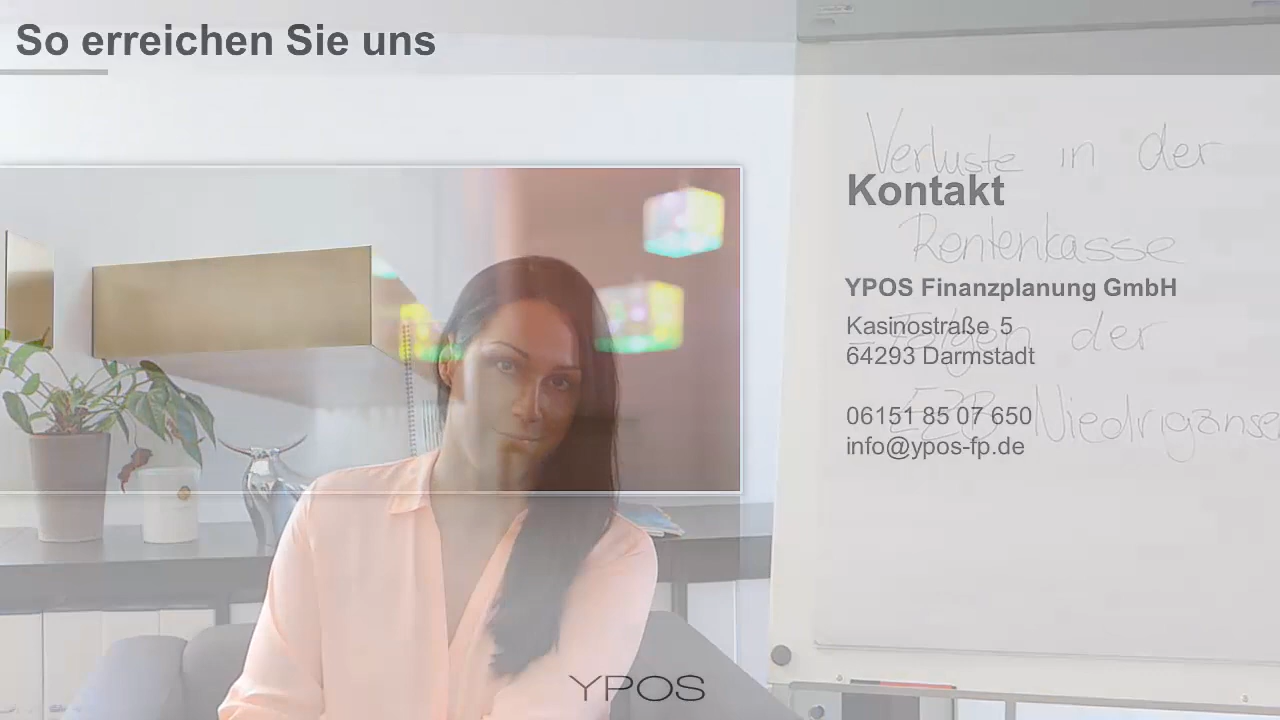 So erreichen Sie uns
Verluste in der
Kontakt
Rentenkasse
YPOS Finanzplanung GmbH
Kasinostraße 5
- Folgen der
64293 Darmstadt
06151 85 07 650
EZB Niedrigzinse
info@ypos-fp.de
YPOS